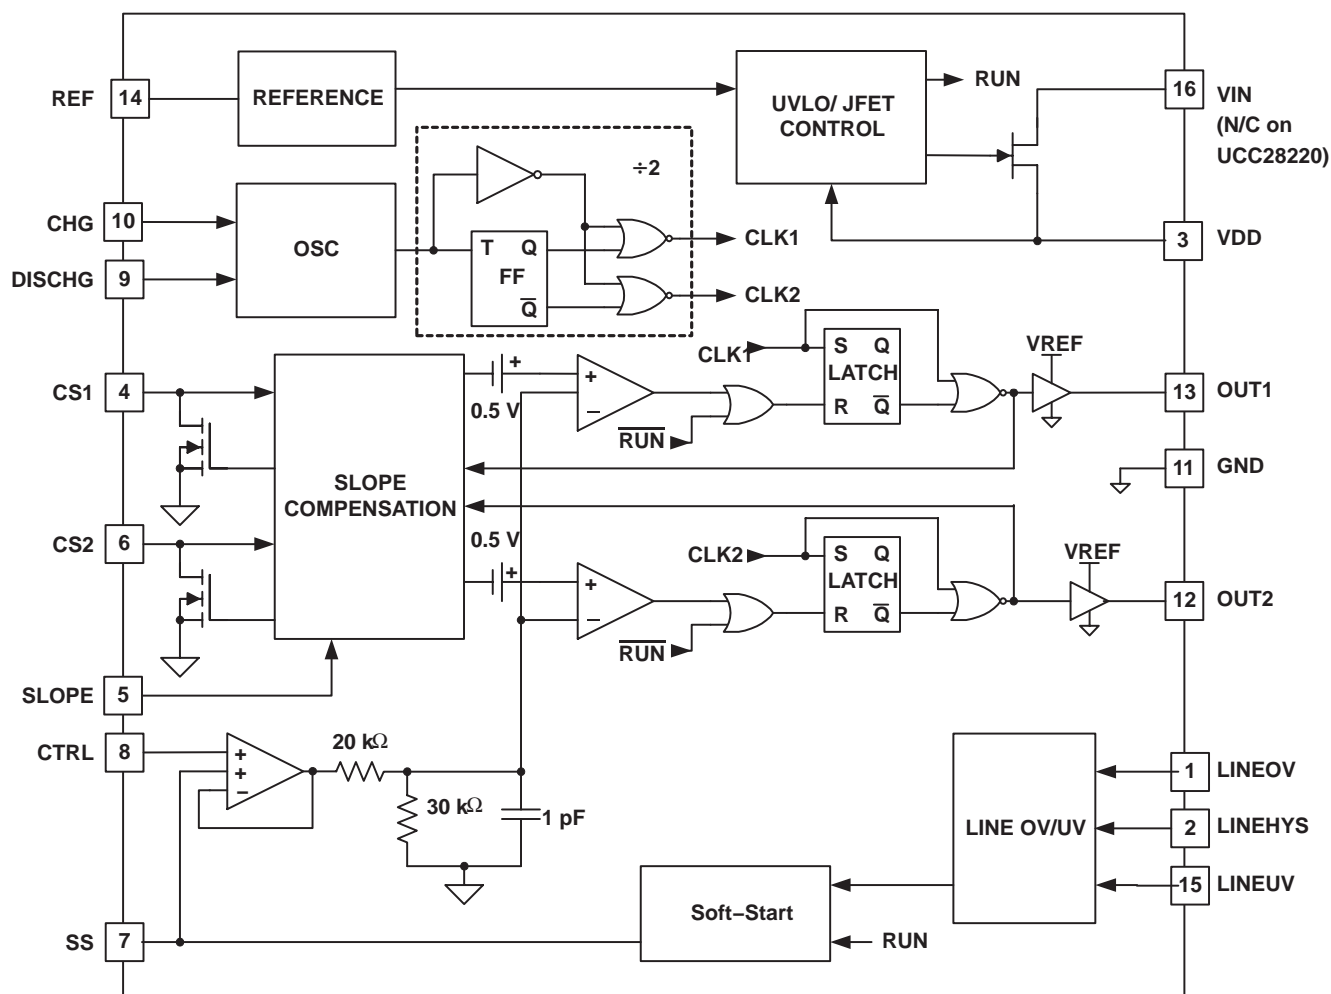 REF
14
REFERENCE
UVLO/ JFET
CONTROL
RUN
16
VIN
(N/C on
UCC28220)
÷2
CHG
10
OSC
T Q
FF
Q̅
CLK1
CLK2
3
VDD
DISCHG
9
CS1
4
SLOPE
COMPENSATION
+
0.5 V
+
−
R̅U̅N̅
CLK1
S Q
LATCH
R Q̅
VREF
13
OUT1
11
GND
CS2
6
0.5 V
+
+
−
R̅U̅N̅
CLK2
S Q
LATCH
R Q̅
VREF
12
OUT2
SLOPE
5
CTRL
8
+
+
−
20 kΩ
30 kΩ
1 pF
LINE OV/UV
1
LINEOV
2
LINEHYS
15
LINEUV
Soft−Start
RUN
SS
7